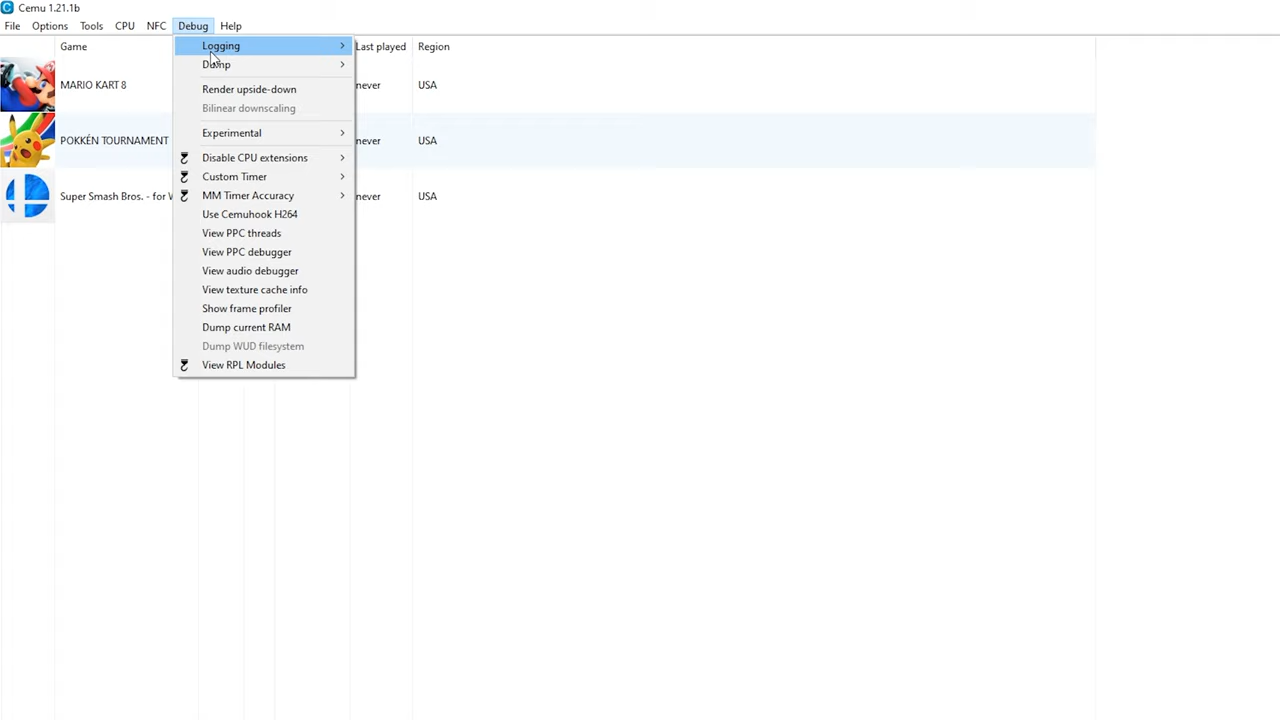 Cemu 1.21.1b
File Options Tools CPU NFC Debug Help
Game Last played Region
MARIO KART 8 never USA
POKKÉN TOURNAMENT never USA
Super Smash Bros. - for never USA
Logging
Dump
Render upside-down
Bilinear downscaling
Experimental
Disable CPU extensions
Custom Timer
MM Timer Accuracy
Use Cemuhook H264
View PPC threads
View PPC debugger
View audio debugger
View texture cache info
Show frame profiler
Dump current RAM
Dump WUD filesystem
View RPL Modules